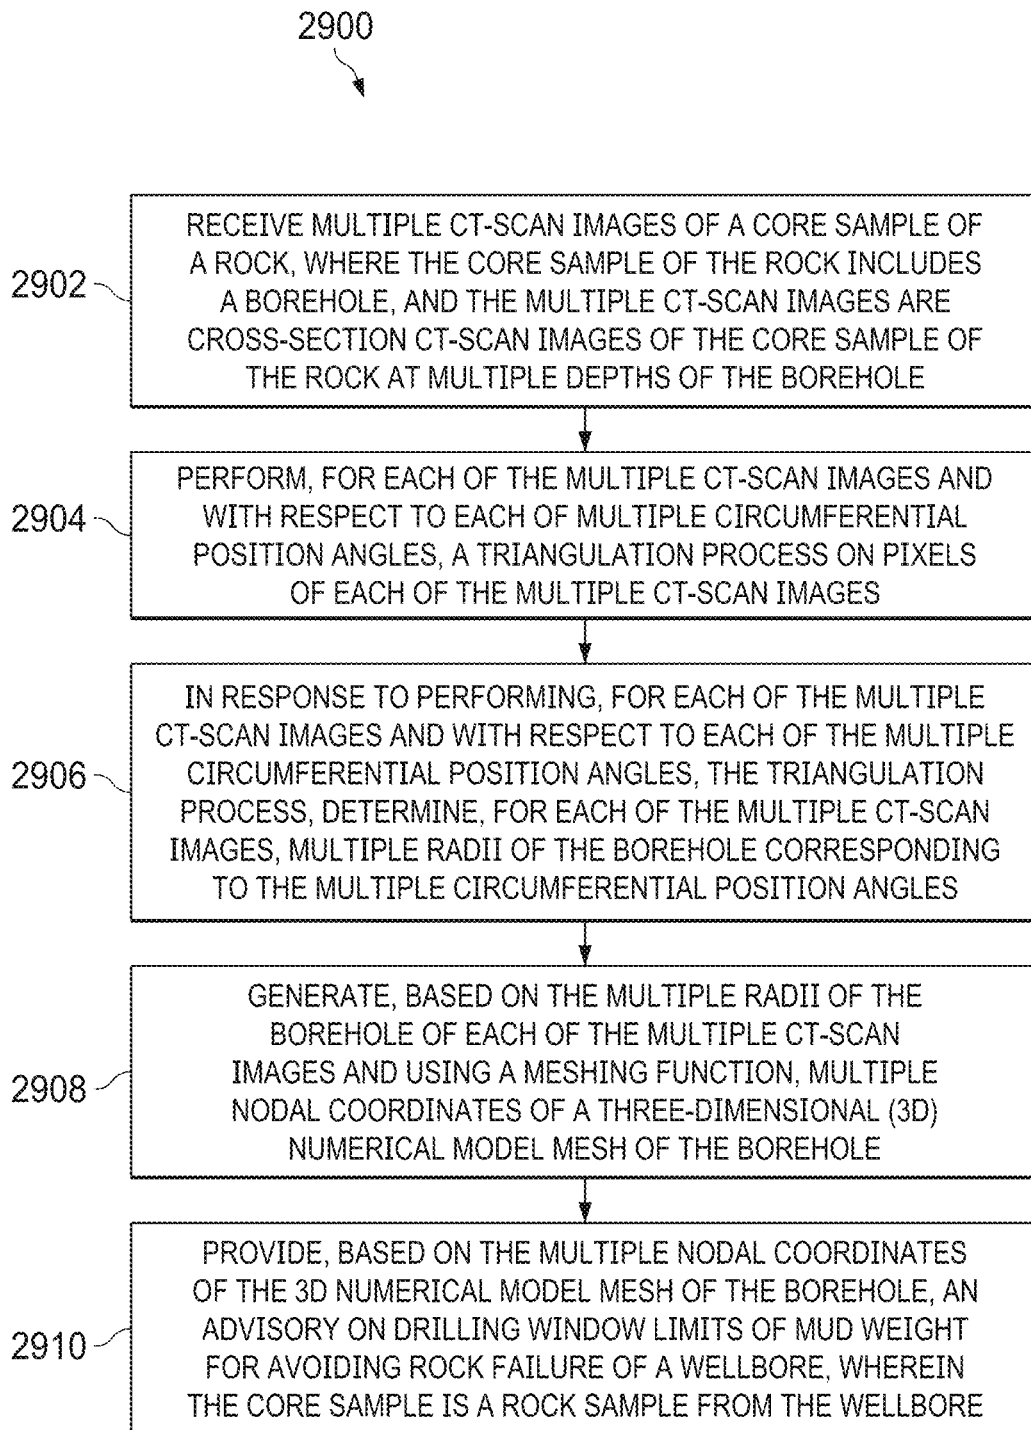 2900
2902
RECEIVE MULTIPLE CT-SCAN IMAGES OF A CORE SAMPLE OF
A ROCK, WHERE THE CORE SAMPLE OF THE ROCK INCLUDES
A BOREHOLE, AND THE MULTIPLE CT-SCAN IMAGES ARE
CROSS-SECTION CT-SCAN IMAGES OF THE CORE SAMPLE OF
THE ROCK AT MULTIPLE DEPTHS OF THE BOREHOLE
2904
PERFORM, FOR EACH OF THE MULTIPLE CT-SCAN IMAGES AND
WITH RESPECT TO EACH OF MULTIPLE CIRCUMFERENTIAL
POSITION ANGLES, A TRIANGULATION PROCESS ON PIXELS
OF EACH OF THE MULTIPLE CT-SCAN IMAGES
2906
IN RESPONSE TO PERFORMING, FOR EACH OF THE MULTIPLE
CT-SCAN IMAGES AND WITH RESPECT TO EACH OF THE MULTIPLE
CIRCUMFERENTIAL POSITION ANGLES, THE TRIANGULATION
PROCESS, DETERMINE, FOR EACH OF THE MULTIPLE CT-SCAN
IMAGES, MULTIPLE RADII OF THE BOREHOLE CORRESPONDING
TO THE MULTIPLE CIRCUMFERENTIAL POSITION ANGLES
2908
GENERATE, BASED ON THE MULTIPLE RADII OF THE
BOREHOLE OF EACH OF THE MULTIPLE CT-SCAN
IMAGES AND USING A MESHING FUNCTION, MULTIPLE
NODAL COORDINATES OF A THREE-DIMENSIONAL (3D)
NUMERICAL MODEL MESH OF THE BOREHOLE
2910
PROVIDE, BASED ON THE MULTIPLE NODAL COORDINATES
OF THE 3D NUMERICAL MODEL MESH OF THE BOREHOLE, AN
ADVISORY ON DRILLING WINDOW LIMITS OF MUD WEIGHT
FOR AVOIDING ROCK FAILURE OF A WELLBORE, WHEREIN
THE CORE SAMPLE IS A ROCK SAMPLE FROM THE WELLBORE